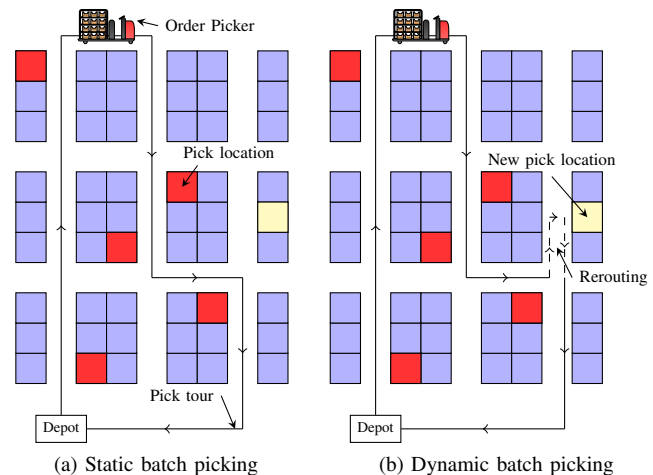 Order Picker
Pick location
New pick location
Rerouting
Pick tour
Depot
Depot
(a) Static batch picking
(b) Dynamic batch picking